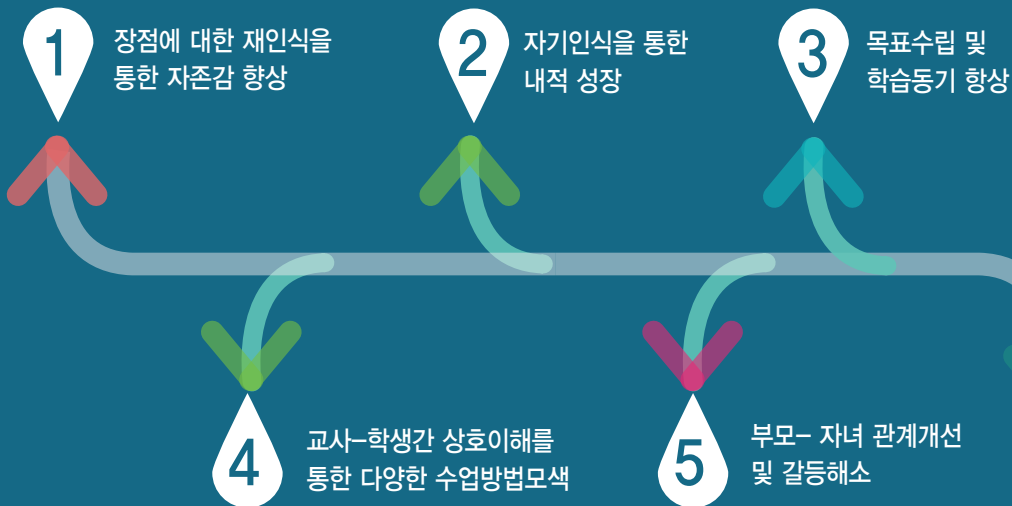 1
장점에 대한 재인식을
통한 자존감 향상
2
자기인식을 통한
내적 성장
3
목표수립 및
학습동기 항상
4
교사-학생간 상호이해를
통한 다양한 수업방법모색
5
부모- 자녀 관계개선
및 갈등해소